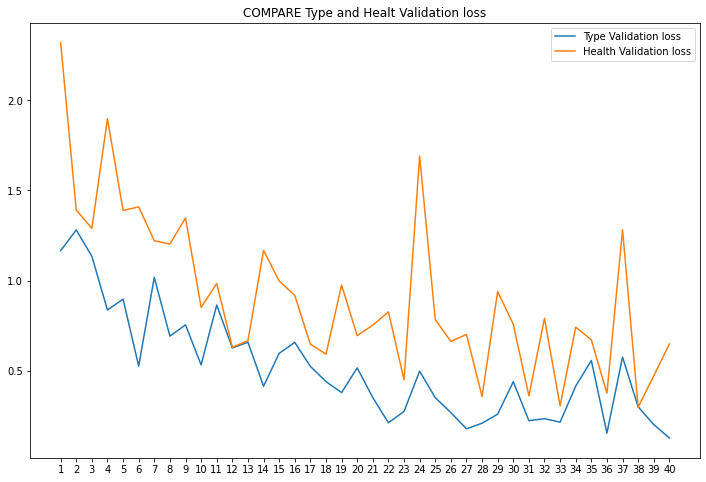 COMPARE Type and Healt Validation loss
Type Validation loss
Health Validation loss
2.0
1.5
1.0
0.5
1 2 3 4 5 6 7 8 9 10 11 12 13 14 15 16 17 18 19 20 21 22 23 24 25 26 27 28 29 30 31 32 33 34 35 36 37 38 39 40